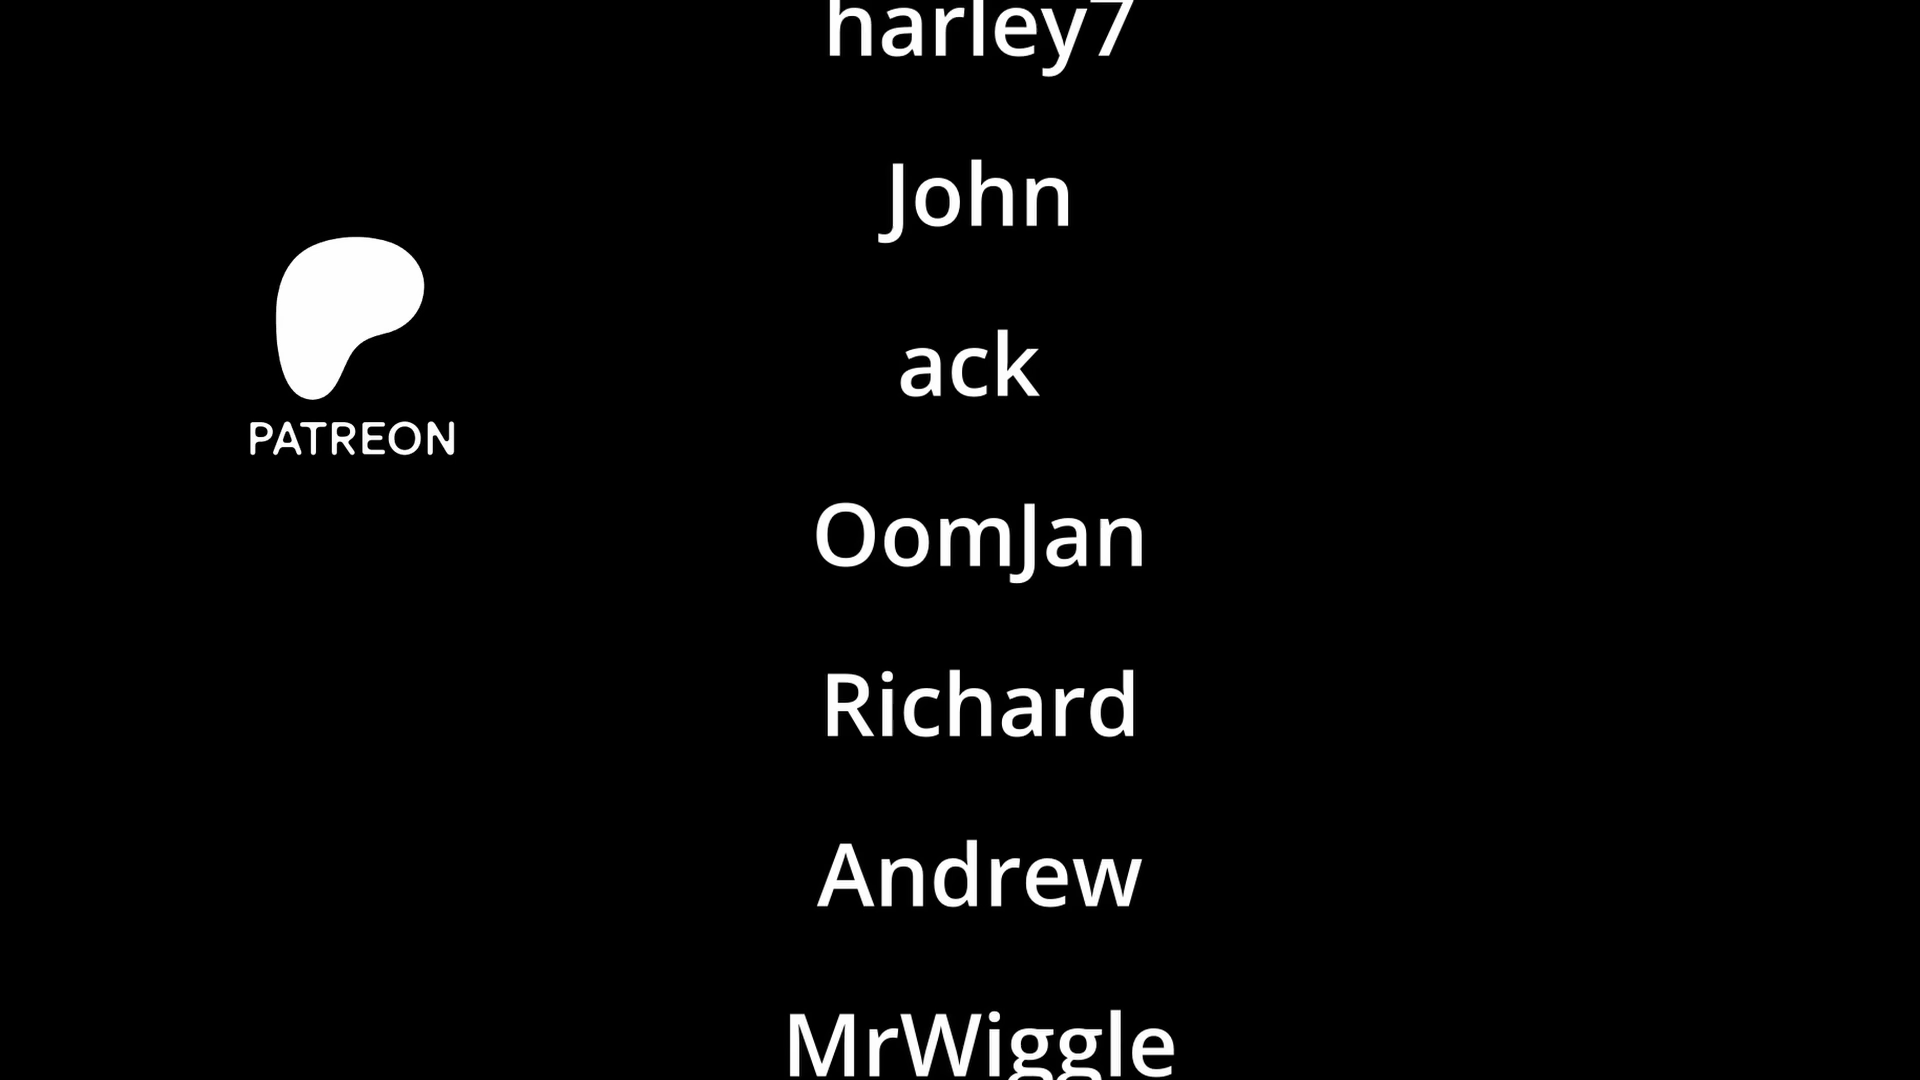 harley7
John
ack
PATREON
OomJan
Richard
Andrew
MrWiggle